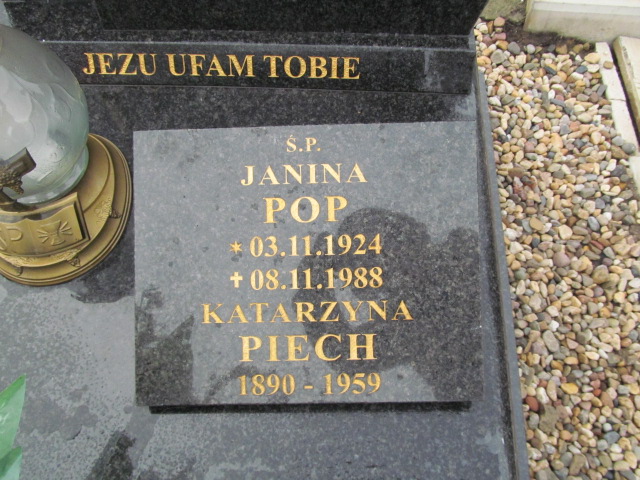 JEZU UFAM TOBIE
Ś.P.
JANINA
POP
✶ 03.11.1924
✝ 08.11.1988
KATARZYNA
PIECH
1890 - 1959